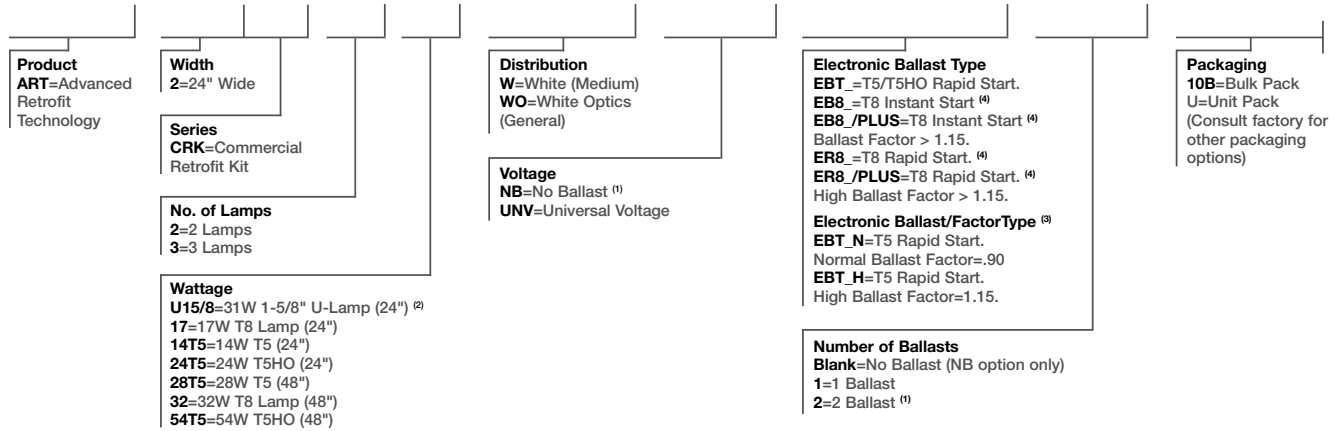 Product
ART=Advanced
Retrofit
Technology
Width
2=24" Wide
Series
CRK=Commercial
Retrofit Kit
No. of Lamps
2=2 Lamps
3=3 Lamps
Wattage
U15/8=31W 1-5/8" U-Lamp (24") (2)
17=17W T8 Lamp (24")
14T5=14W T5 (24")
24T5=24W T5HO (24")
28T5=28W T5 (48")
32=32W T8 Lamp (48")
54T5=54W T5HO (48")
Distribution
W=White (Medium)
WO=White Optics
(General)
Voltage
NB=No Ballast (1)
UNV=Universal Voltage
Electronic Ballast Type
EBT_=T5/T5HO Rapid Start.
EB8_=T8 Instant Start (4)
EB8_/PLUS=T8 Instant Start (4)
Ballast Factor > 1.15.
ER8_=T8 Rapid Start. (4)
ER8_/PLUS=T8 Rapid Start. (4)
High Ballast Factor > 1.15.
Electronic Ballast/FactorType (3)
EBT_N=T5 Rapid Start.
Normal Ballast Factor=.90
EBT_H=T5 Rapid Start.
High Ballast Factor=1.15.
Number of Ballasts
Blank=No Ballast (NB option only)
1=1 Ballast
2=2 Ballast (1)
Packaging
10B=Bulk Pack
U=Unit Pack
(Consult factory for
other packaging
options)